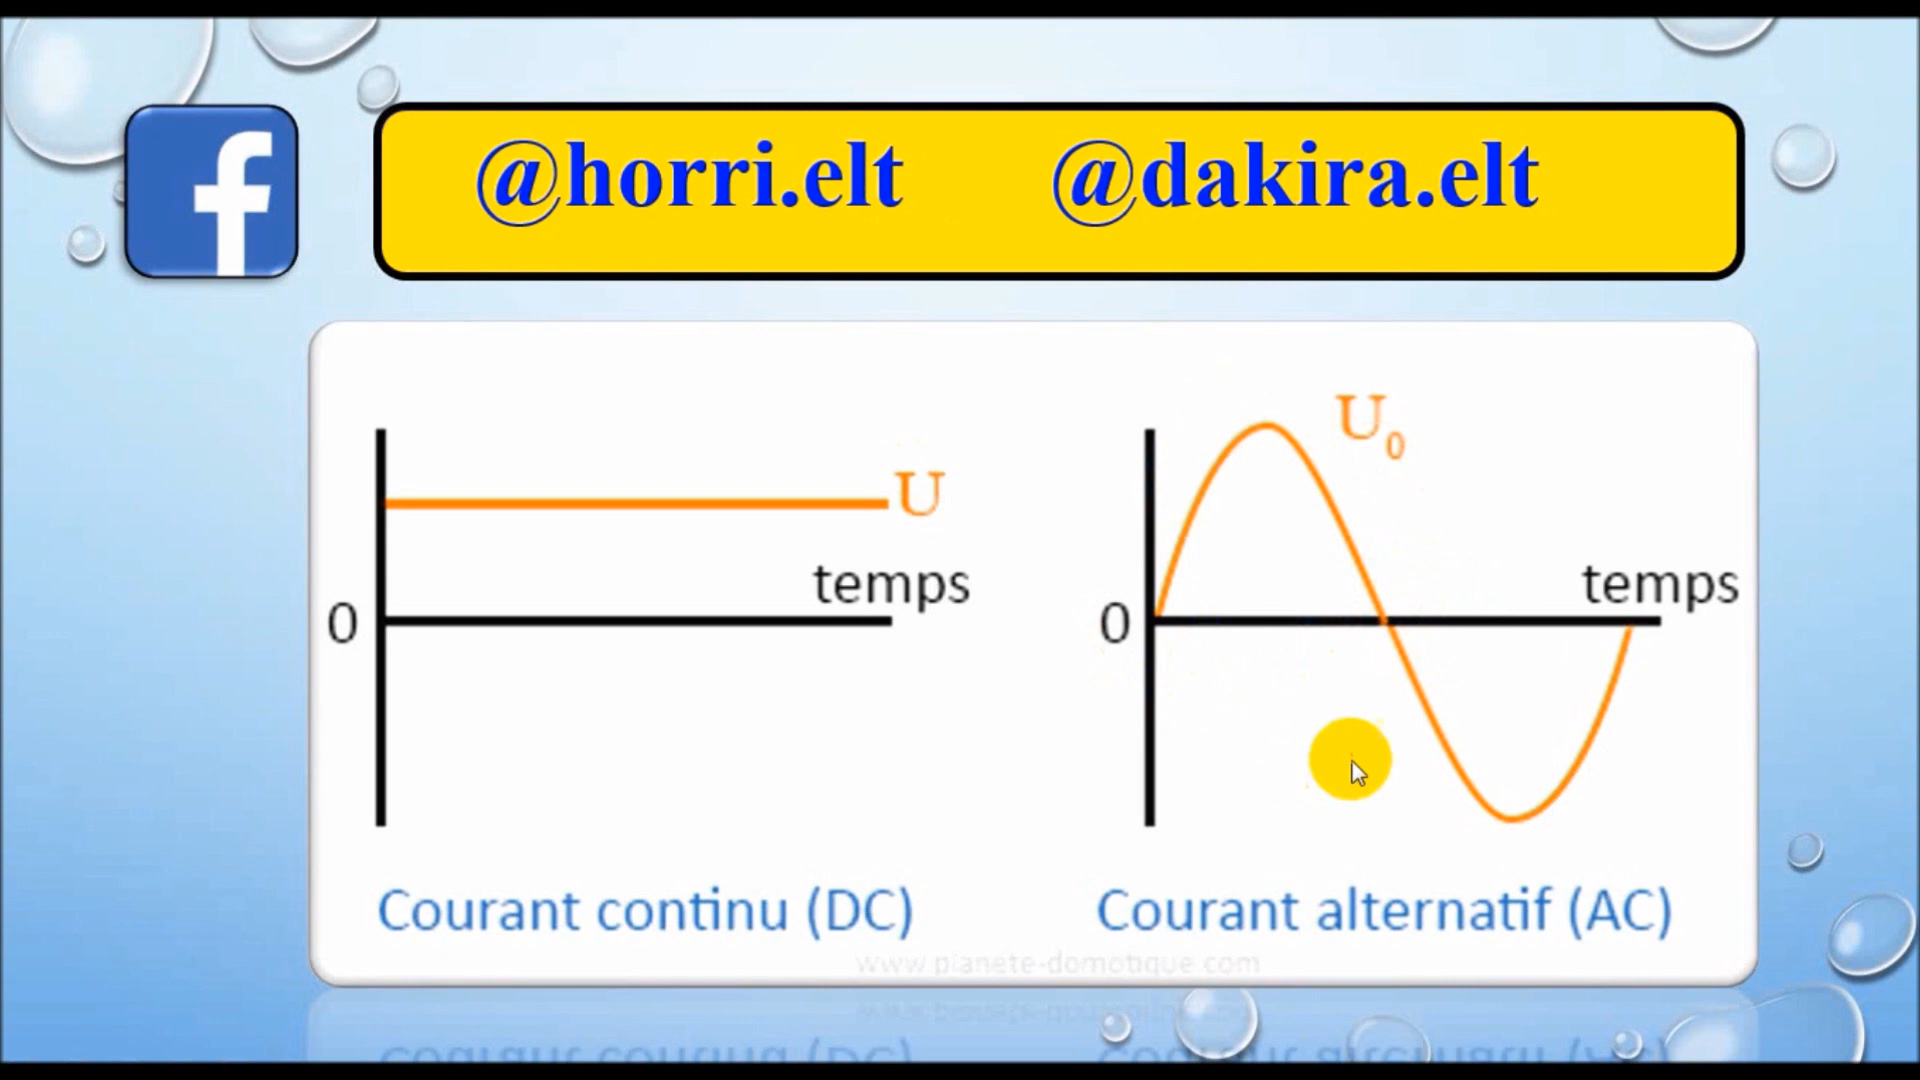 @horri.elt @dakira.elt
U
temps
0
Courant continu (DC)
U0
temps
0
Courant alternatif (AC)
www.planete-domotique.com